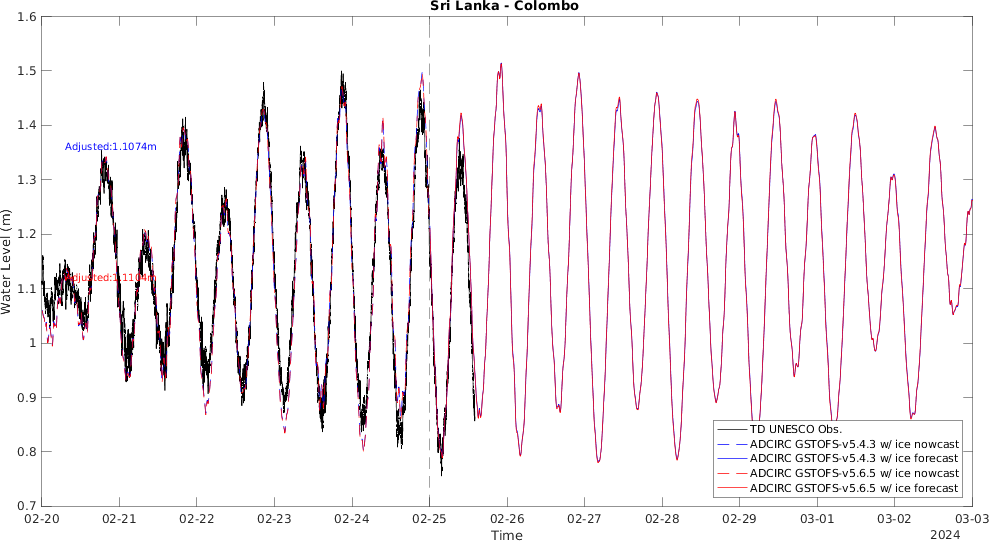 Sri Lanka - Colombo
1.6
1.5
1.4
1.3
1.2
1.1
1
0.9
0.8
0.7
Water Level (m)
Adjusted:1.1074m
Adjusted:1.1104m
TD UNESCO Obs.
ADCIRC GSTOFS-v5.4.3 w/ ice nowcast
ADCIRC GSTOFS-v5.4.3 w/ ice forecast
ADCIRC GSTOFS-v5.6.5 w/ ice nowcast
ADCIRC GSTOFS-v5.6.5 w/ ice forecast
02-20 02-21 02-22 02-23 02-24 02-25 02-26 02-27 02-28 02-29 03-01 03-02 03-03
Time
2024